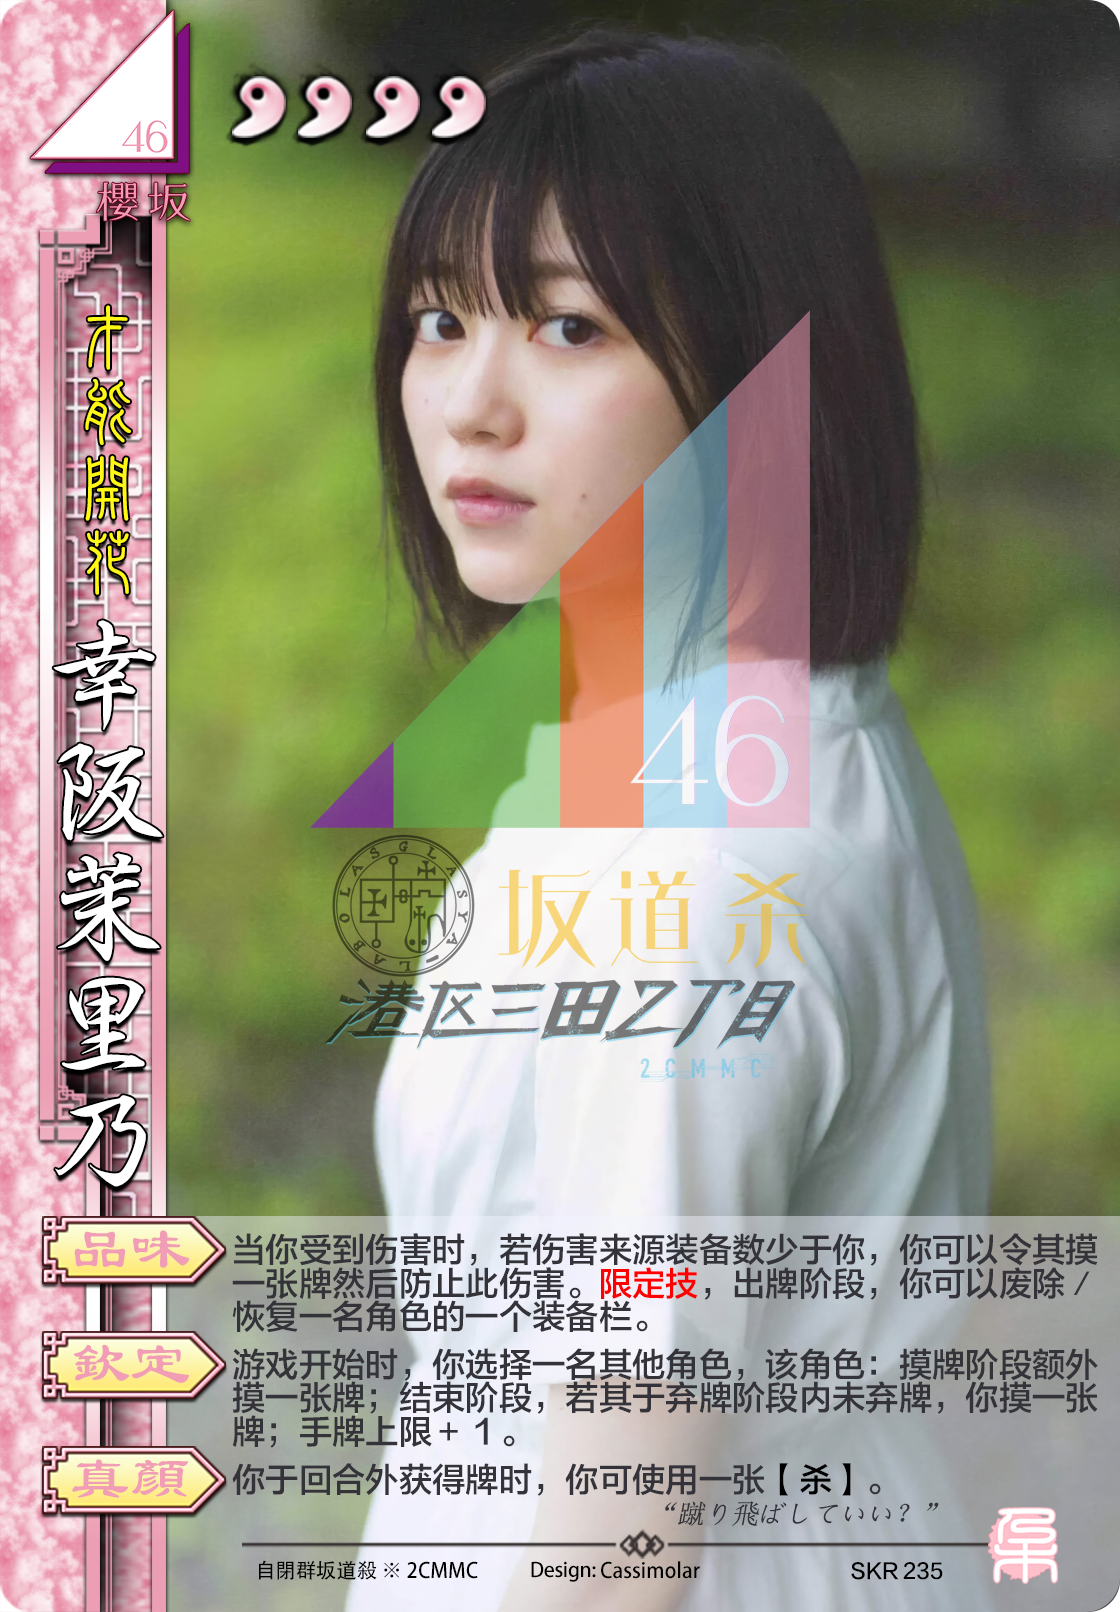 46
櫻坂
才能開花
幸阪茉里乃
46
GLASYALABOLAS
坂道杀
港区三田乙丁目
2CMMC
品味
当你受到伤害时，若伤害来源装备数少于你，你可以令其摸
一张牌然后防止此伤害。限定技，出牌阶段，你可以废除／
恢复一名角色的一个装备栏。
欽定
游戏开始时，你选择一名其他角色，该角色：摸牌阶段额外
摸一张牌；结束阶段，若其于弃牌阶段内未弃牌，你摸一张
牌；手牌上限＋１。
真顔
你于回合外获得牌时，你可使用一张【杀】。
“蹴り飛ばしていい？”
自閉群坂道殺 ※ 2CMMC
Design: Cassimolar
SKR 235